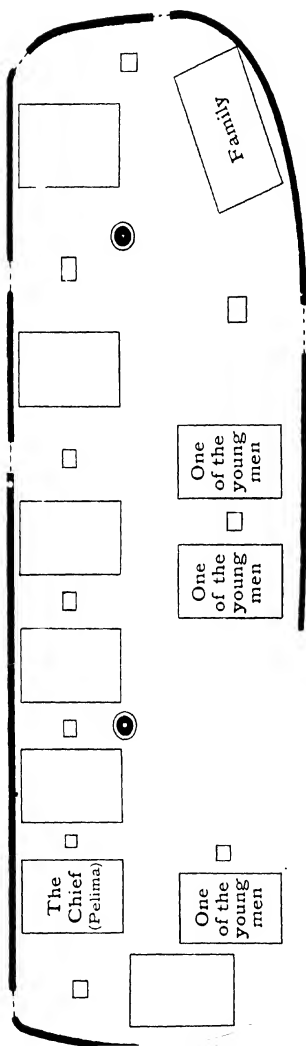 Family
One
of the
young
men
One
of the
young
men
The
Chief
(Pelima)
One
of the
young
men